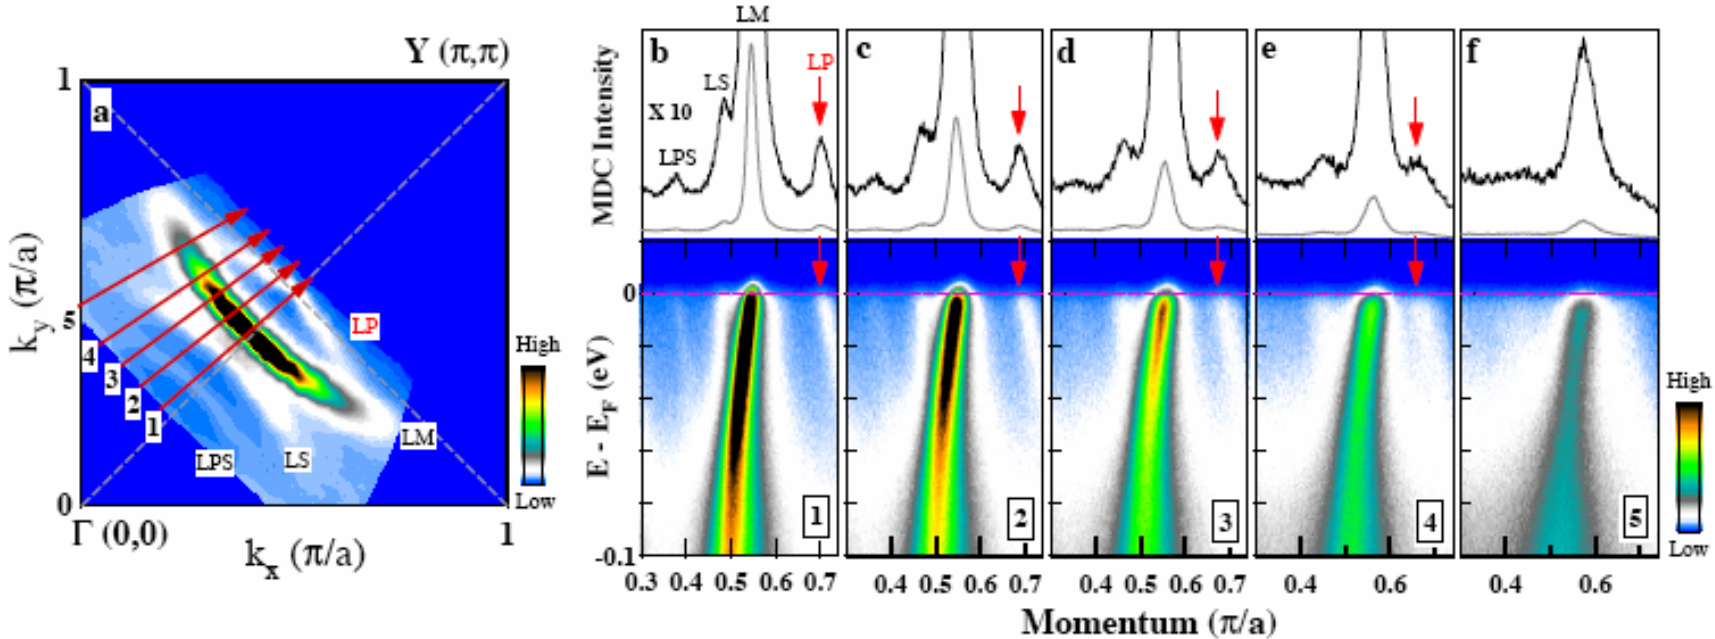 Y (π,π)
1
a
k_y (π/a)
5
4
3
2
1
LP
LM
LS
LPS
High
Low
0
Γ (0,0)
k_x (π/a)
1
MDC Intensity
b
LM
LS
LP
X 10
LPS
c
d
e
f
E - E_F (eV)
0
-0.1
1
2
3
4
5
High
Low
0.3 0.4 0.5 0.6 0.7
0.4 0.5 0.6 0.7
0.4 0.5 0.6 0.7
0.4 0.6
0.4 0.6
Momentum (π/a)